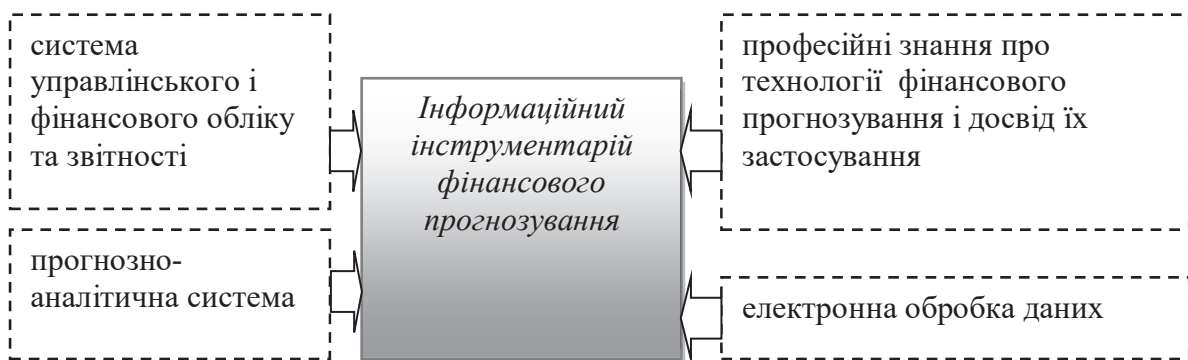 система
управлінського і
фінансового обліку
та звітності
прогнозно-
аналітична система
Інформаційний
інструментарій
фінансового
прогнозування
професійні знання про
технології фінансового
прогнозування і досвід їх
застосування
електронна обробка даних